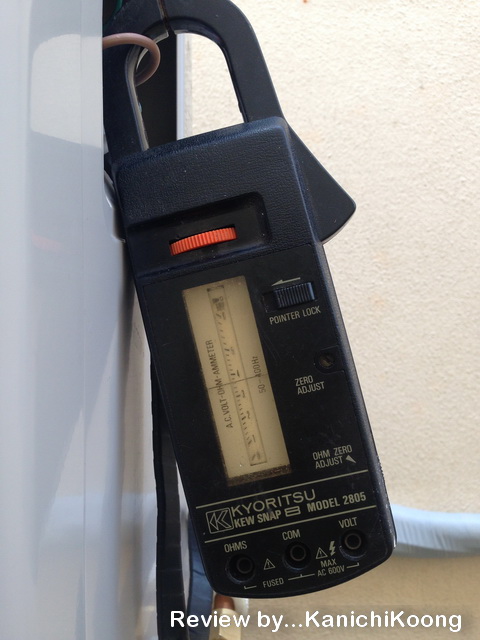 POINTER LOCK
A.C. VOLT-OHM-AMMETER
50-400Hz
ZERO
ADJUST
OHM ZERO
ADJUST
KYORITSU
KEW SNAP MODEL 2805
OHMS COM VOLT
FUSED
MAX
AC 600V
Review by...KanichiKoong